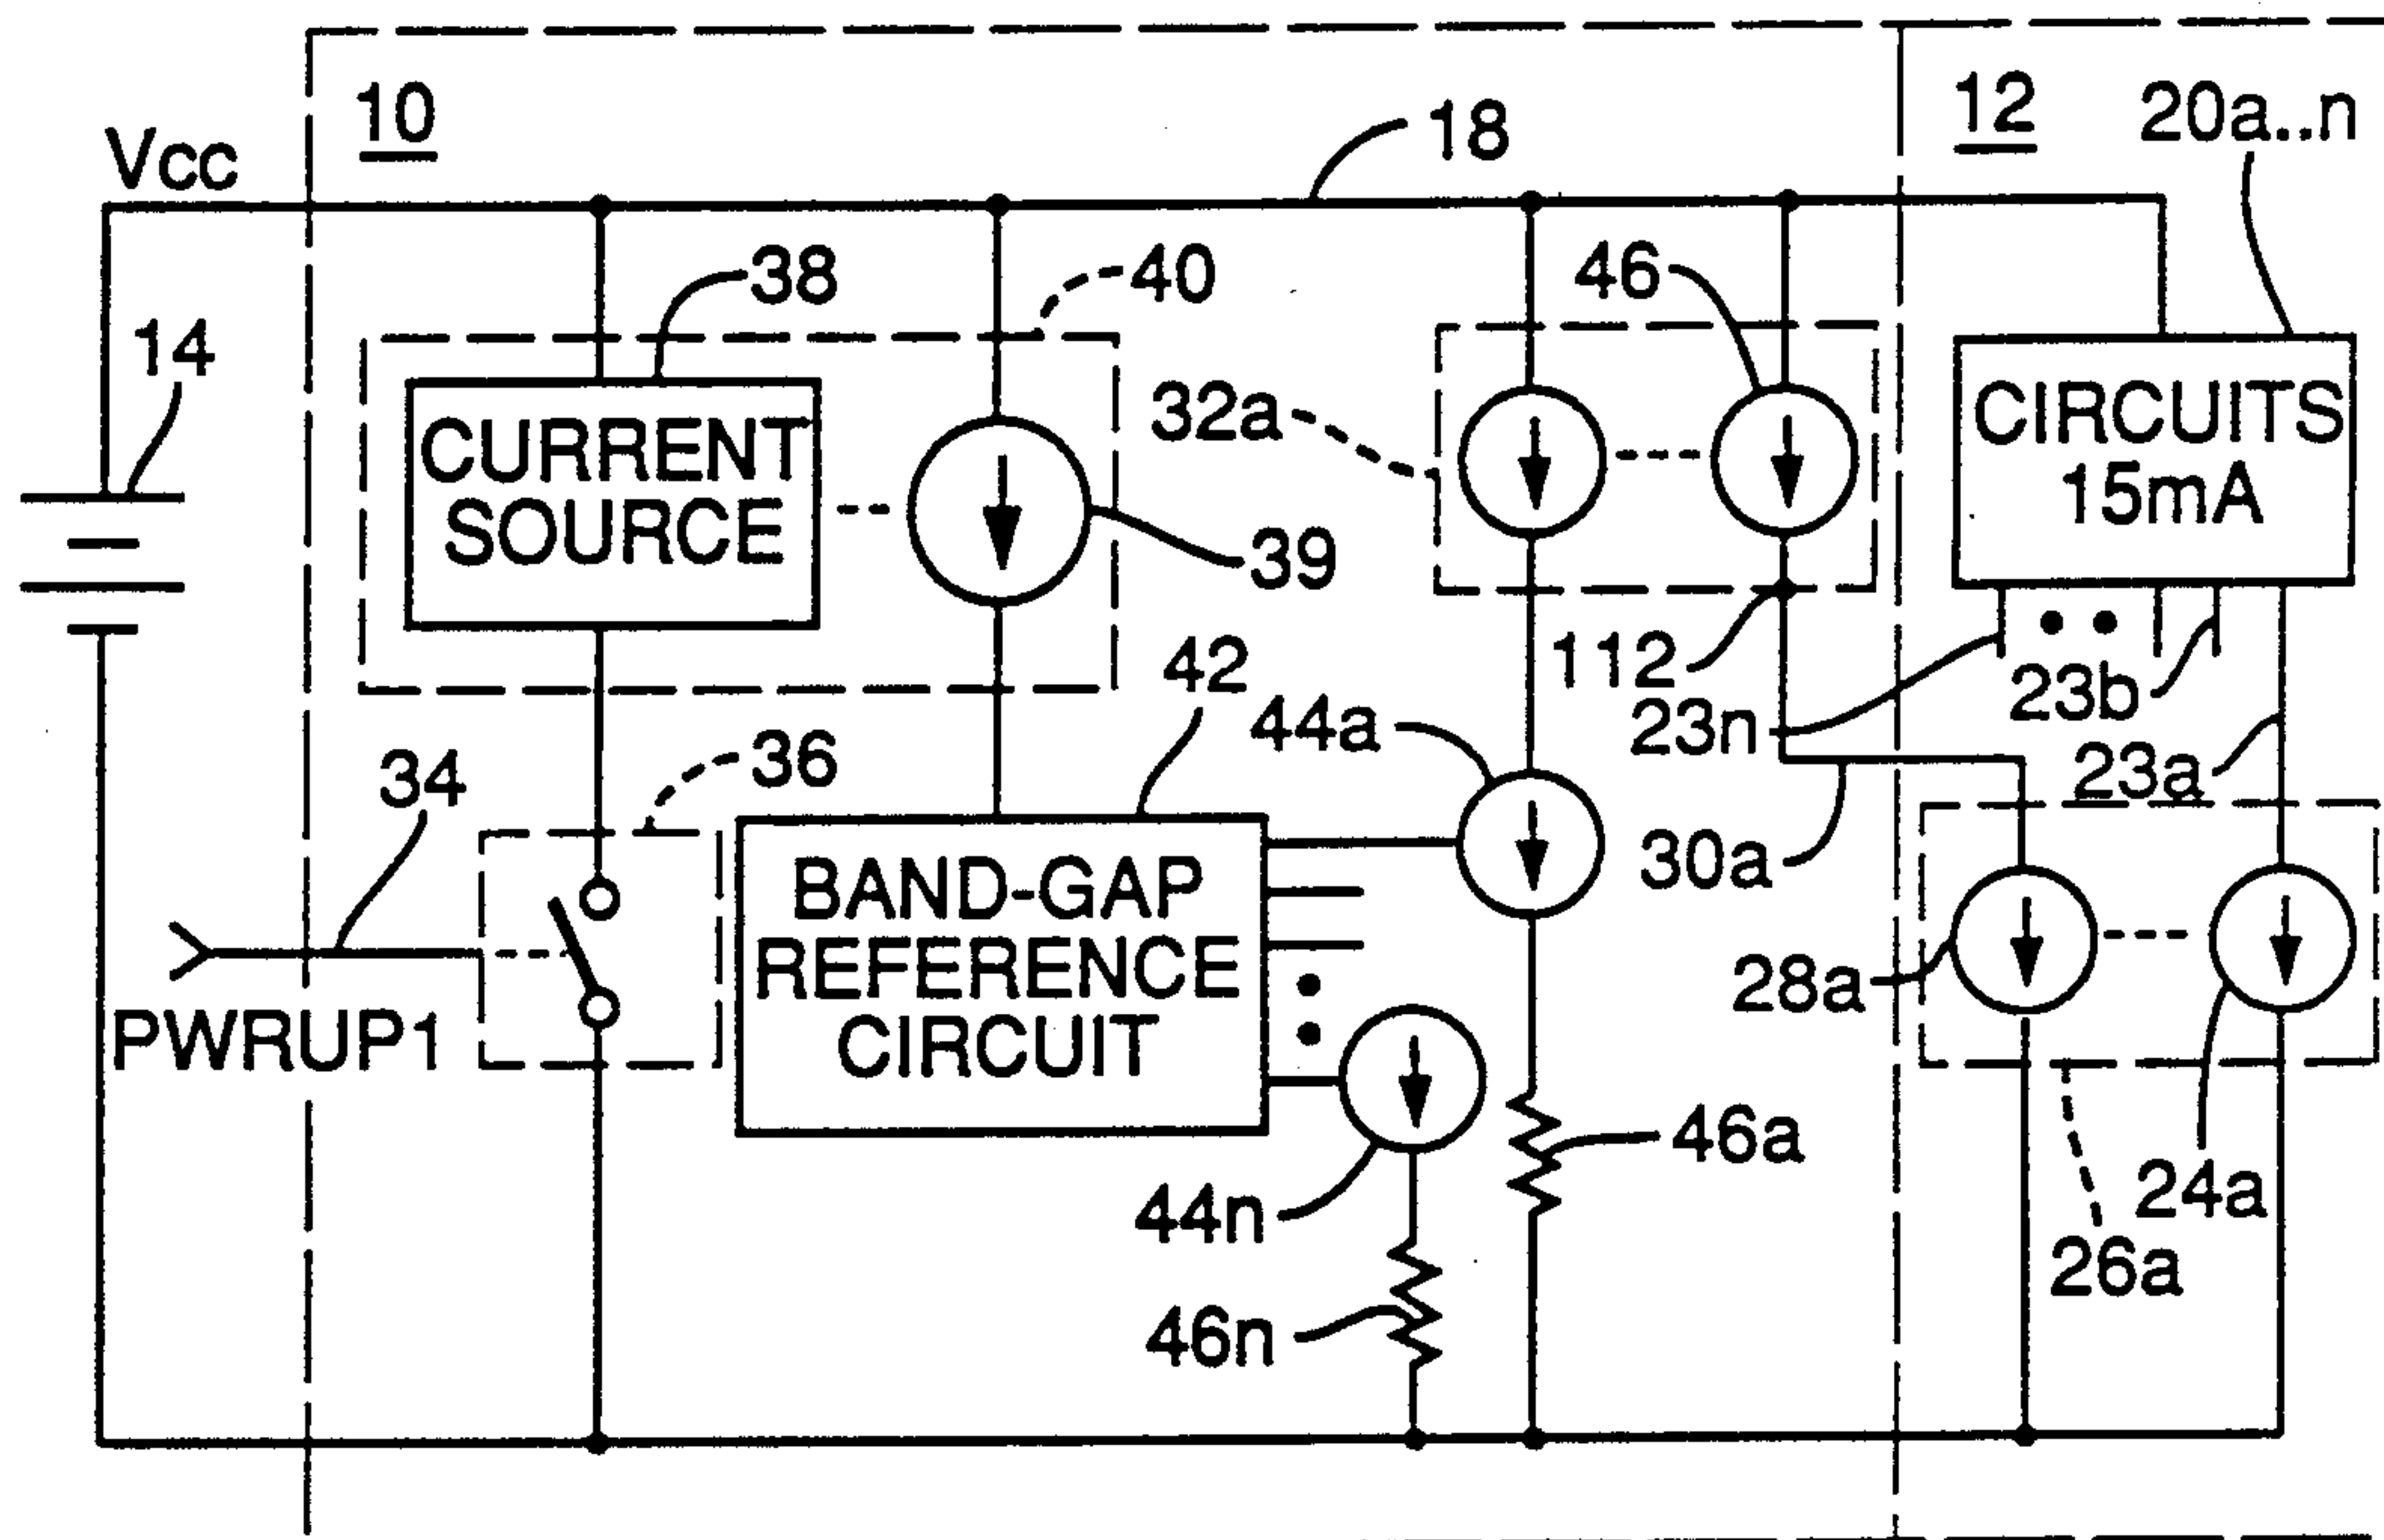 10
12
20a..n
18
Vcc
38
40
46
14
CURRENT
SOURCE
32a
CIRCUITS
15mA
39
112
42
23n
23b
44a
23a
36
34
30a
BAND-GAP
REFERENCE
CIRCUIT
28a
PWRUP1
46a
44n
24a
26a
46n